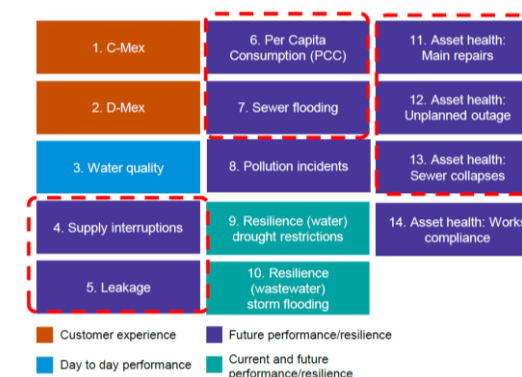 1. C-Mex
2. D-Mex
3. Water quality
4. Supply interruptions
5. Leakage
6. Per Capita
Consumption (PCC)
7. Sewer flooding
8. Pollution incidents
9. Resilience (water)
drought restrictions
10. Resilience
(wastewater)
storm flooding
11. Asset health:
Main repairs
12. Asset health:
Unplanned outage
13. Asset health:
Sewer collapses
14. Asset health: Works
compliance
Customer experience
Day to day performance
Future performance/resilience
Current and future
performance/resilience